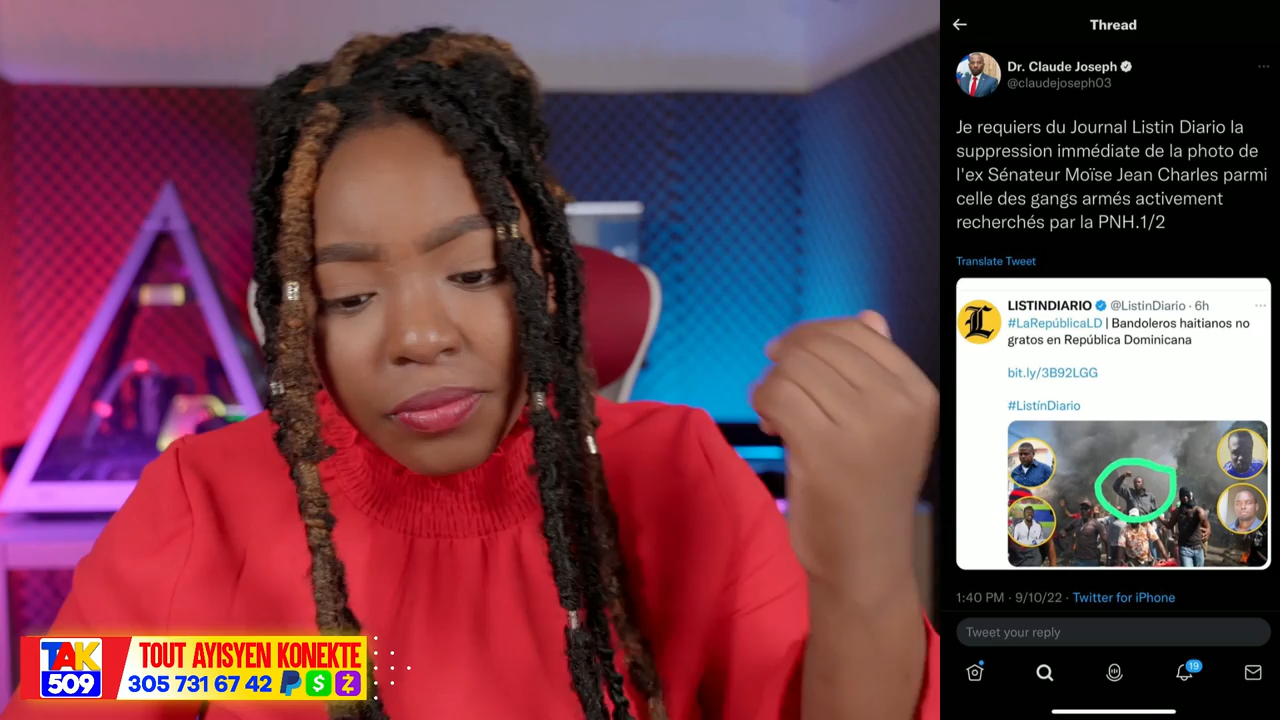 Thread
Dr. Claude Joseph
@claudejoseph03
Je requiers du Journal Listin Diario la
suppression immédiate de la photo de
l'ex Sénateur Moïse Jean Charles parmi
celle des gangs armés activement
recherchés par la PNH.1/2
Translate Tweet
LISTINDIARIO @ListinDiario · 6h
#LaRepúblicaLD | Bandoleros haitianos no
gratos en República Dominicana
bit.ly/3B92LGG
#ListínDiario
1:40 PM · 9/10/22 · Twitter for iPhone
Tweet your reply
19
TAK
509
TOUT AYISYEN KONEKTE
305 731 67 42